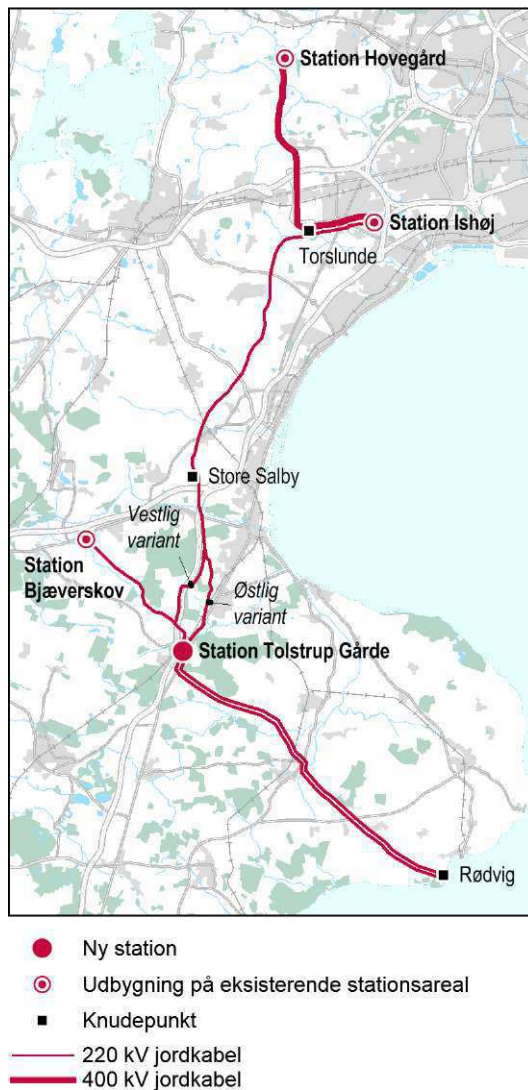 Station Hovegård
Station Ishøj
Torslunde
Store Salby
Vestlig
variant
Station
Bjæverskov
Østlig
variant
Station Tolstrup Gårde
Rødvig
Ny station
Udbygning på eksisterende stationsareal
Knudepunkt
220 kV jordkabel
400 kV jordkabel